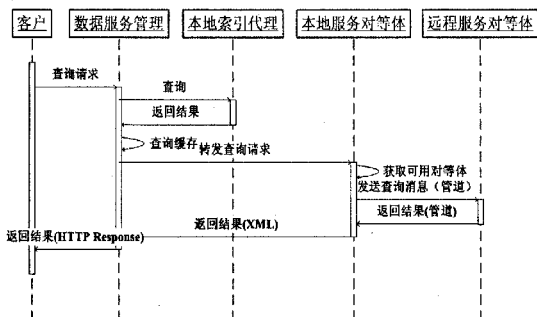 客户
数据服务管理
本地索引代理
本地服务对等体
远程服务对等体
查询请求
查询
返回结果
查询缓存
转发查询请求
获取可用对等体
发送查询消息（管道）
返回结果(管道)
返回结果(XML)
返回结果(HTTP Response)